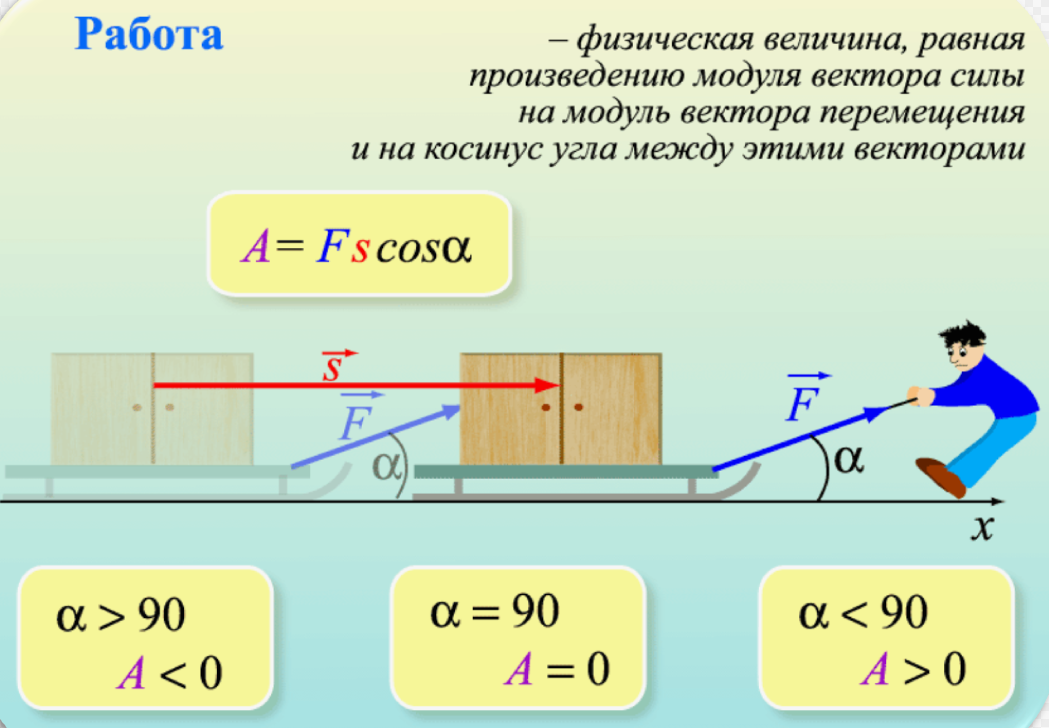 Работа
– физическая величина, равная
произведению модуля вектора силы
на модуль вектора перемещения
и на косинус угла между этими векторами
A = F s cosα
s
F
α
F
α
x
α > 90
A < 0
α = 90
A = 0
α < 90
A > 0